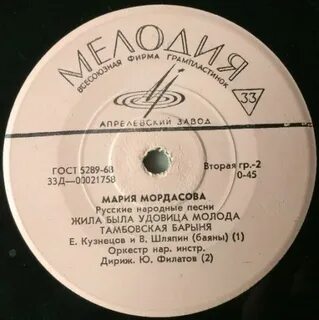 МЕЛОДИЯ
ВСЕСОЮЗНАЯ ФИРМА ГРАМПЛАСТИНОК
33
АПРЕЛЕВСКИЙ ЗАВОД
ГОСТ 5289-68
33Д—00021758
Вторая гр.-2
0-45
МАРИЯ МОРДАСОВА
Русские народные песни
ЖИЛА БЫЛА УДОВИЦА МОЛОДА
ТАМБОВСКАЯ БАРЫНЯ
Е. Кузнецов и В. Шляпин (баяны) (1)
Оркестр нар. инстр.
Дириж. Ю. Филатов (2)